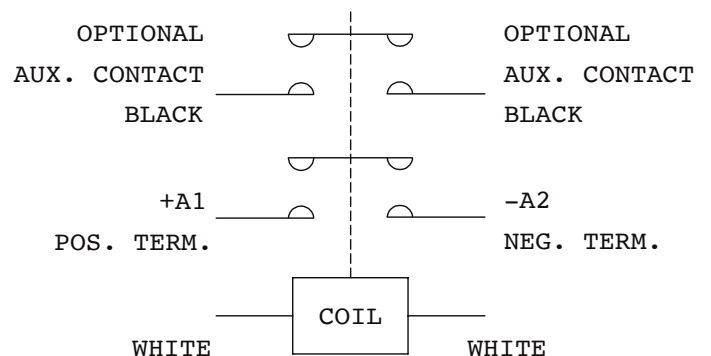 OPTIONAL
AUX. CONTACT
BLACK
OPTIONAL
AUX. CONTACT
BLACK
+A1
POS. TERM.
-A2
NEG. TERM.
COIL
WHITE
WHITE